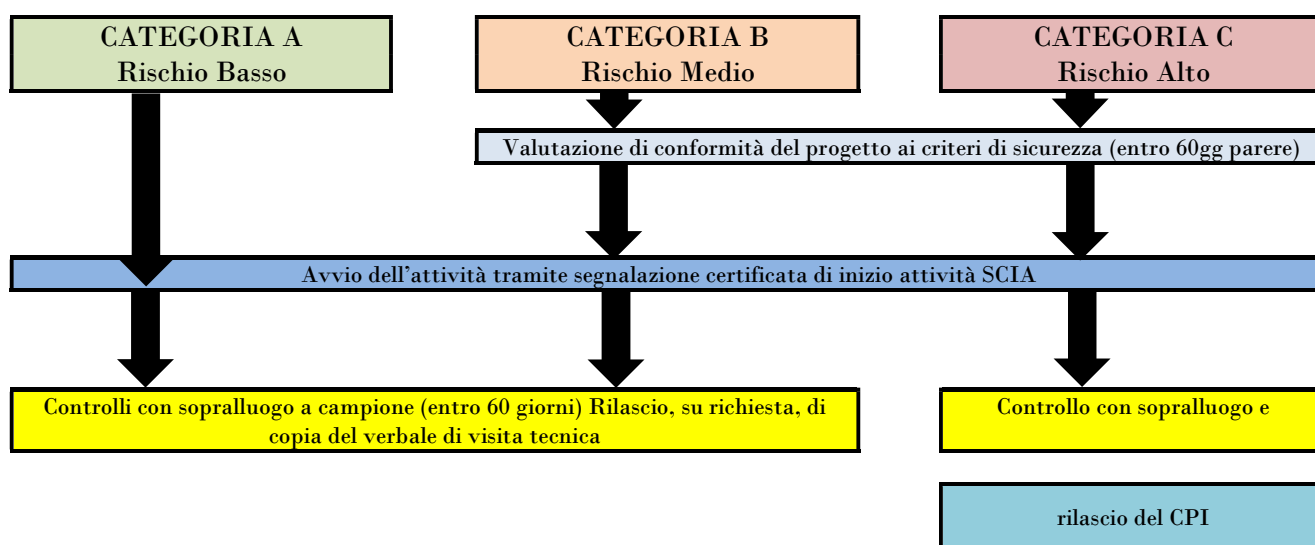 CATEGORIA A
Rischio Basso
CATEGORIA B
Rischio Medio
CATEGORIA C
Rischio Alto
Valutazione di conformità del progetto ai criteri di sicurezza (entro 60gg parere)
Avvio dell'attività tramite segnalazione certificata di inizio attività SCIA
Controlli con sopralluogo a campione (entro 60 giorni) Rilascio, su richiesta, di
copia del verbale di visita tecnica
Controllo con sopralluogo e
rilascio del CPI